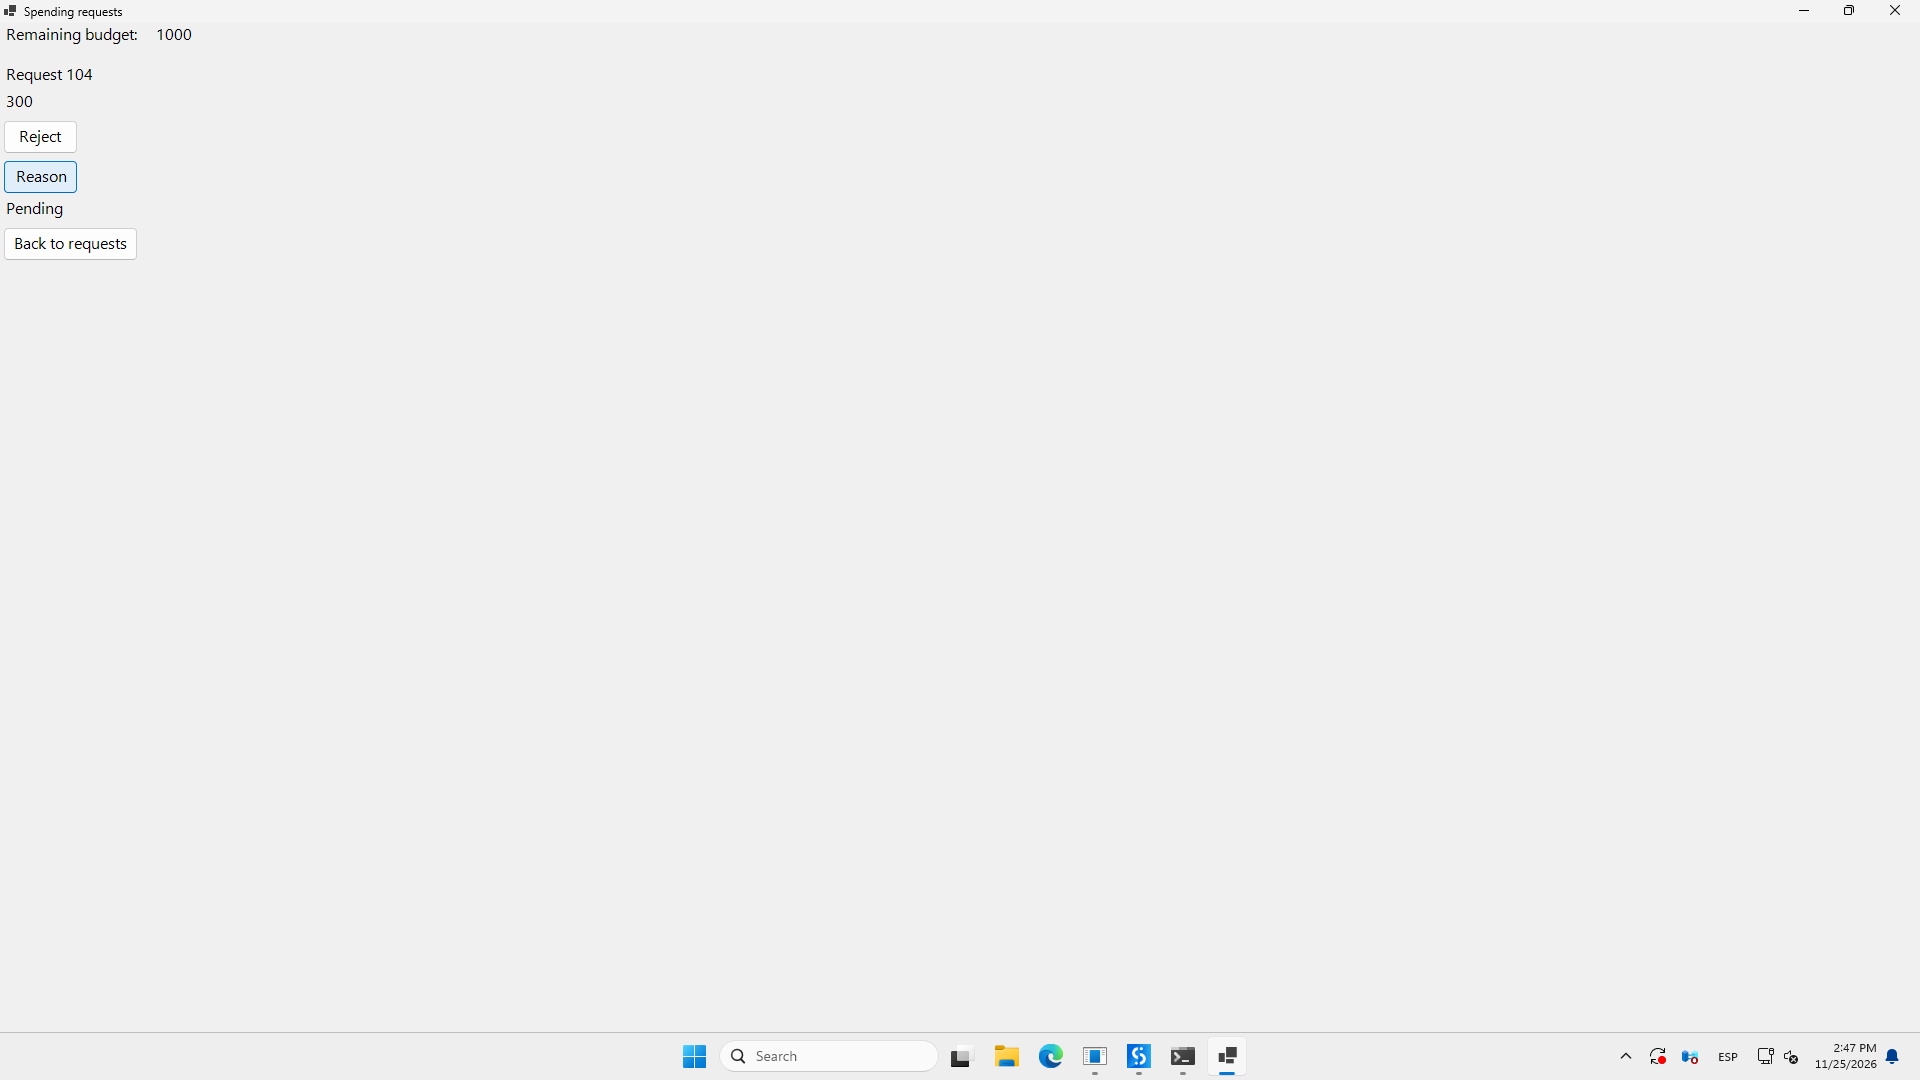 Spending requests
Remaining budget: 1000
Request 104
300
Reject
Reason
Pending
Back to requests
Search
ESP
2:47 PM
11/25/2026